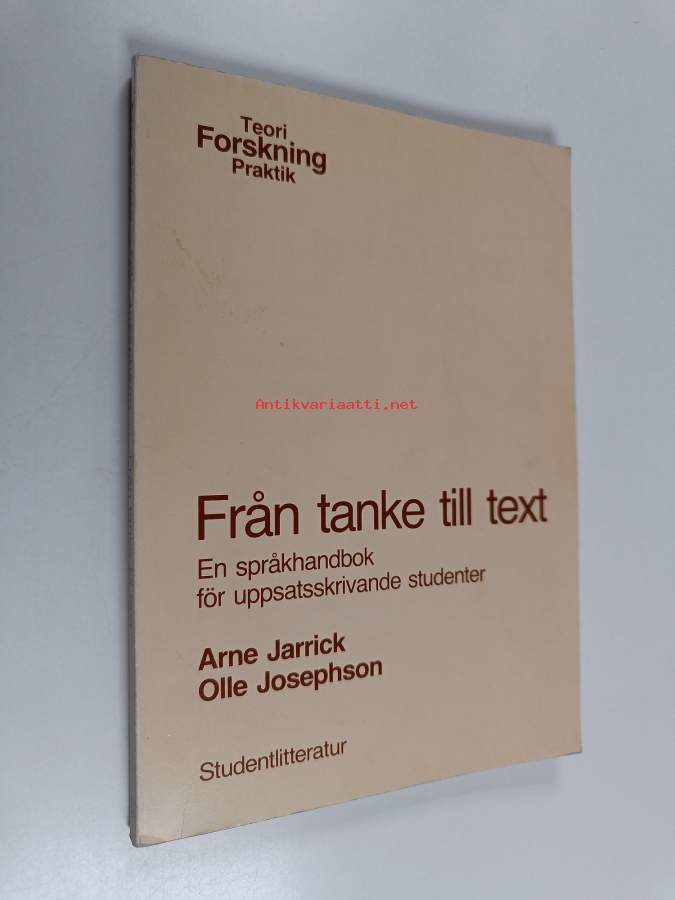 Teori
Forskning
Praktik
Antikvariaatti.net
Från tanke till text
En språkhandbok
för uppsatsskrivande studenter
Arne Jarrick
Olle Josephson
Studentlitteratur